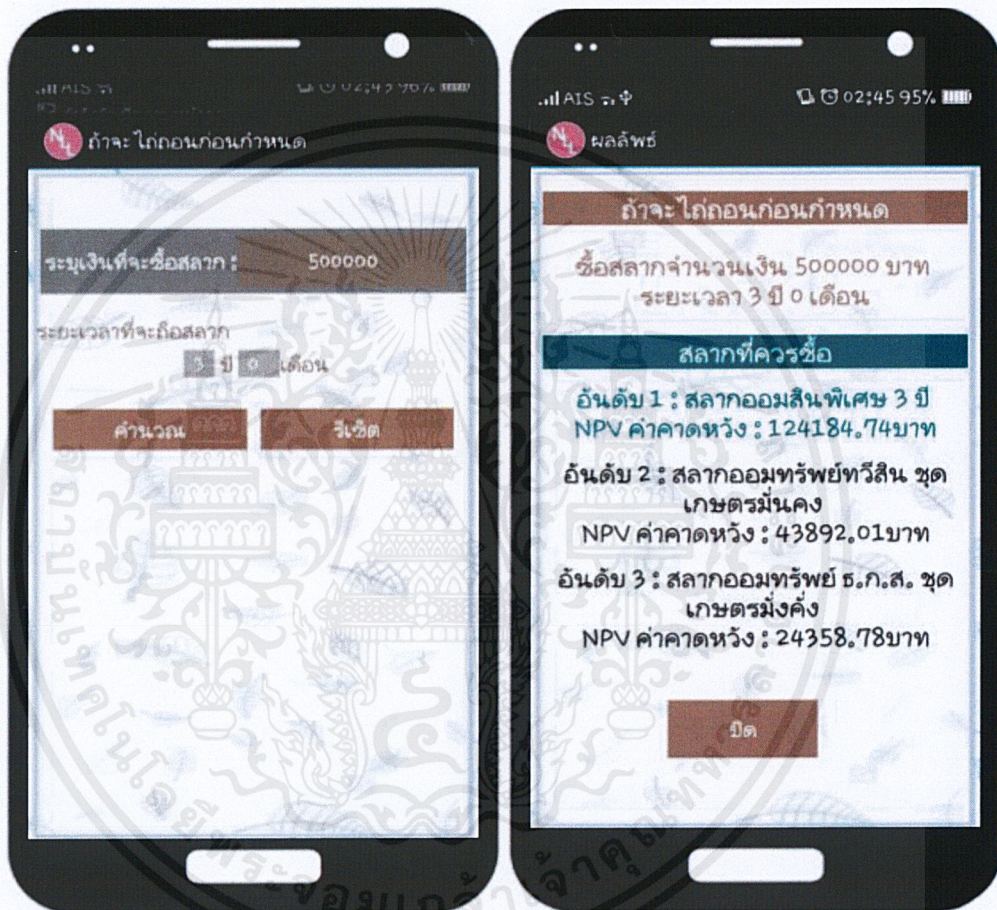 AIS 02:45 96%
NL ถ้าจะไถ่ถอนก่อนกำหนด
ระบุเงินที่จะซื้อสลาก : 500000
ระยะเวลาที่จะถือสลาก
3 ปี 0 เดือน
คำนวณ รีเซ็ต
AIS 02:45 95%
NL ผลลัพธ์
ถ้าจะไถ่ถอนก่อนกำหนด
ซื้อสลากจำนวนเงิน 500000 บาท
ระยะเวลา 3 ปี 0 เดือน
สลากที่ควรซื้อ
อันดับ 1 : สลากออมสินพิเศษ 3 ปี
NPV ค่าคาดหวัง : 124184.74บาท
อันดับ 2 : สลากออมทรัพย์ทวีสิน ชุด
เกษตรมั่นคง
NPV ค่าคาดหวัง : 43892.01บาท
อันดับ 3 : สลากออมทรัพย์ ธ.ก.ส. ชุด
เกษตรมั่งคั่ง
NPV ค่าคาดหวัง : 24358.78บาท
ปิด